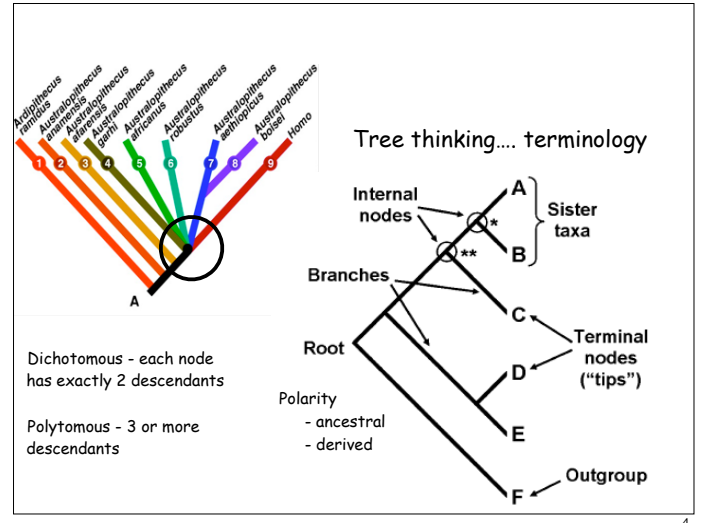 Ardipithecus
ramidus
Australopithecus
anamensis
Australopithecus
afarensis
Australopithecus
garhi
Australopithecus
africanus
Australopithecus
robustus
Australopithecus
aethiopicus
Australopithecus
boisei
Homo
1 2 3 4 5 6 7 8 9
A
Tree thinking.... terminology
Internal
nodes
A
*
Sister
taxa
B
**
Branches
C
Root
Terminal
nodes
("tips")
D
E
Outgroup
F
Dichotomous - each node
has exactly 2 descendants
Polytomous - 3 or more
descendants
Polarity
- ancestral
- derived
4